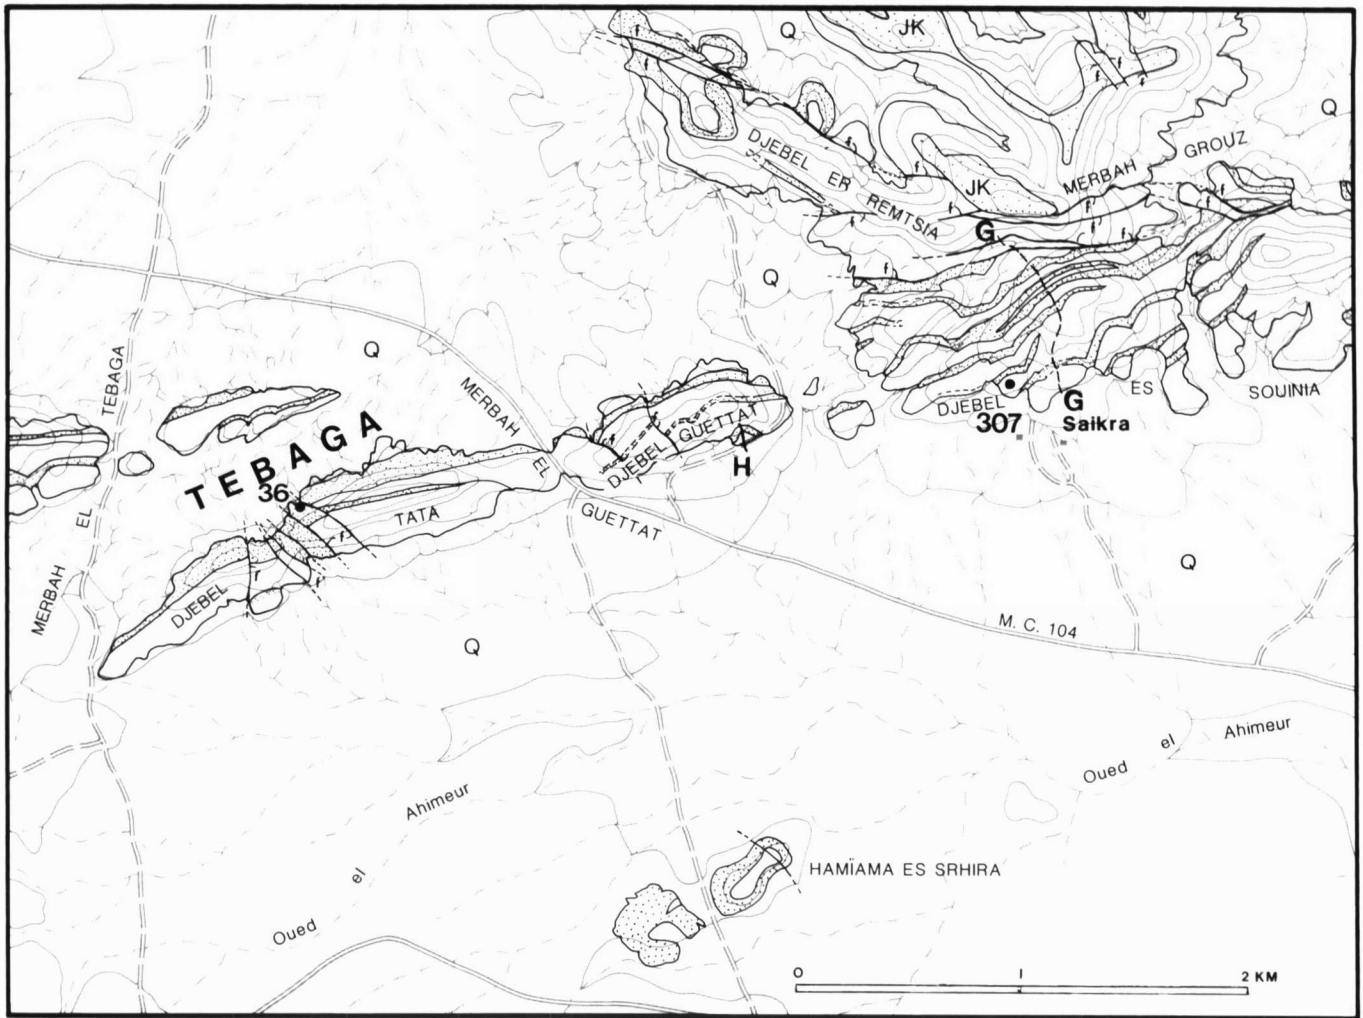 JK
Q
f
f
f
f
f
Q
DJEBEL ER REMTSIA
f
f
JK
MERBAH GROUZ
f
f
f
f
f
f
G
f
f
Q
TEBAGA
Q
MERBAH
EL
GUETTAT
DJEBEL GUETTAT
f
H
DJEBEL
ES
SOUINIA
307
G
Saikra
TEBAGA
36
TATA
f
EL
MERBAH
DJEBEL
f
f
Q
Q
M. C. 104
Oued el Ahimeur
Oued el Ahimeur
HAMÏAMA ES SRHIRA
0 1 2 KM